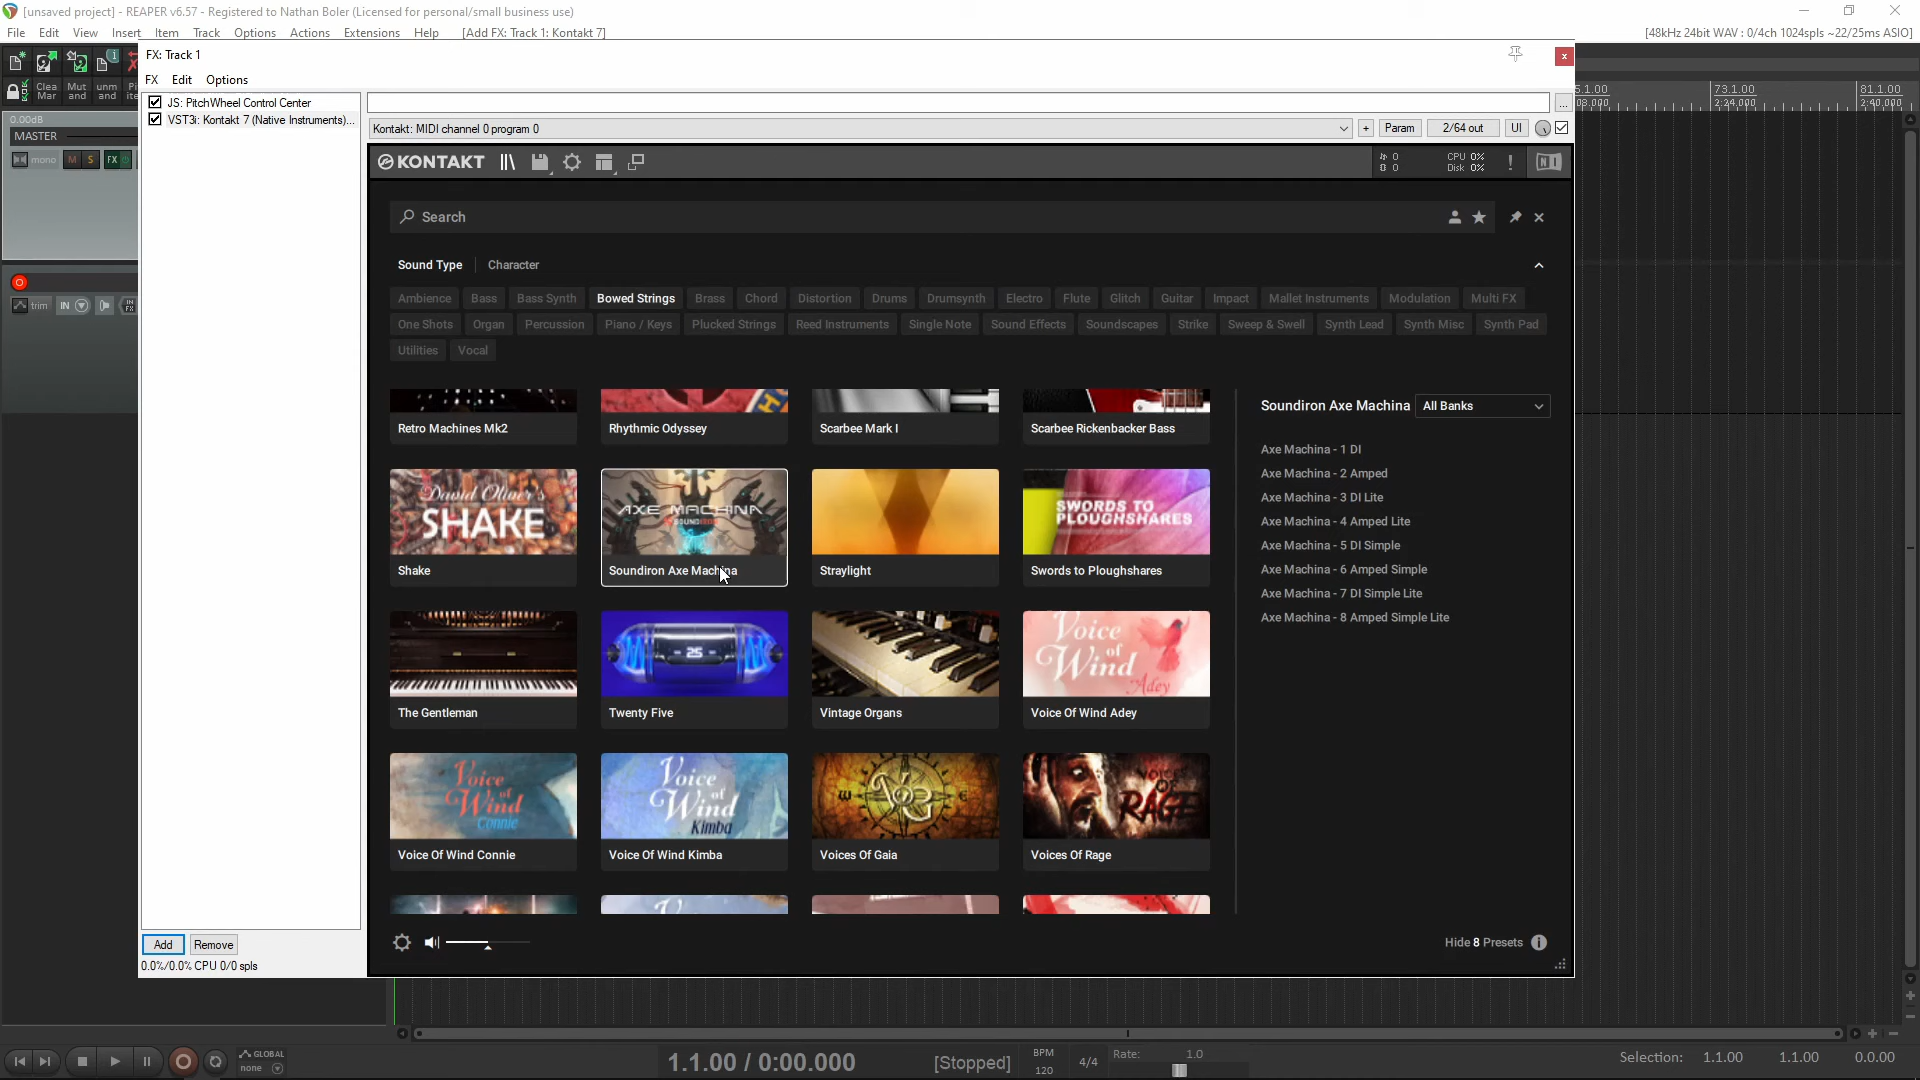 [unsaved project] - REAPER v6.57 - Registered to Nathan Boler (Licensed for personal/small business use)
File Edit View Insert Item Track Options Actions Extensions Help [Add FX: Track 1: Kontakt 7]
[48kHz 24bit WAV : 0/4ch 1024spls ~22/25ms ASIO]
FX: Track 1
FX Edit Options
Clea Mar
Mut and
unm and
JS: PitchWheel Control Center
VST3i: Kontakt 7 (Native Instruments)...
...
Kontakt: MIDI channel 0 program 0
+ Param 2/64 out UI
73.1.00
2:24.000
81.1.00
2:40.000
0.00dB
MASTER
mono M S FX
trim IN IN FX
KONTAKT
0
0
CPU 0%
Disk 0%
! NI
Search
Sound Type Character
Ambience Bass Bass Synth Bowed Strings Brass Chord Distortion Drums Drumsynth Electro Flute Glitch Guitar Impact Mallet Instruments Modulation Multi FX
One Shots Organ Percussion Piano / Keys Plucked Strings Reed Instruments Single Note Sound Effects Soundscapes Strike Sweep & Swell Synth Lead Synth Misc Synth Pad
Utilities Vocal
Retro Machines Mk2
Rhythmic Odyssey
Scarbee Mark I
Scarbee Rickenbacker Bass
David Oliver's
SHAKE
Shake
AXE MACHINA
SOUNDIRON
Soundiron Axe Machina
Straylight
SWORDS TO
PLOUGHSHARES
Swords to Ploughshares
The Gentleman
25
Twenty Five
Vintage Organs
Voice of Wind Adey
Voice Of Wind Adey
Voice of Wind Connie
Voice Of Wind Connie
Voice of Wind Kimba
Voice Of Wind Kimba
W VOG E
Voices Of Gaia
VOICES OF RAGE
Voices Of Rage
Soundiron Axe Machina All Banks
Axe Machina - 1 DI
Axe Machina - 2 Amped
Axe Machina - 3 DI Lite
Axe Machina - 4 Amped Lite
Axe Machina - 5 DI Simple
Axe Machina - 6 Amped Simple
Axe Machina - 7 DI Simple Lite
Axe Machina - 8 Amped Simple Lite
Hide 8 Presets
Add Remove
0.0%/0.0% CPU 0/0 spls
GLOBAL
none
1.1.00 / 0:00.000
[Stopped]
BPM
120
4/4
Rate: 1.0
Selection: 1.1.00 1.1.00 0.0.00